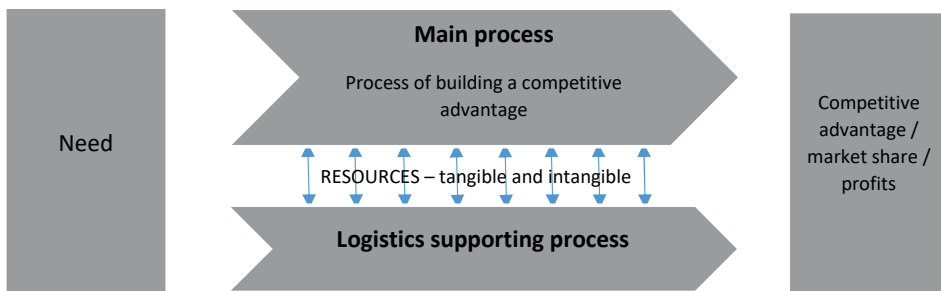 Need
Main process
Process of building a competitive
advantage
RESOURCES – tangible and intangible
Logistics supporting process
Competitive
advantage /
market share /
profits